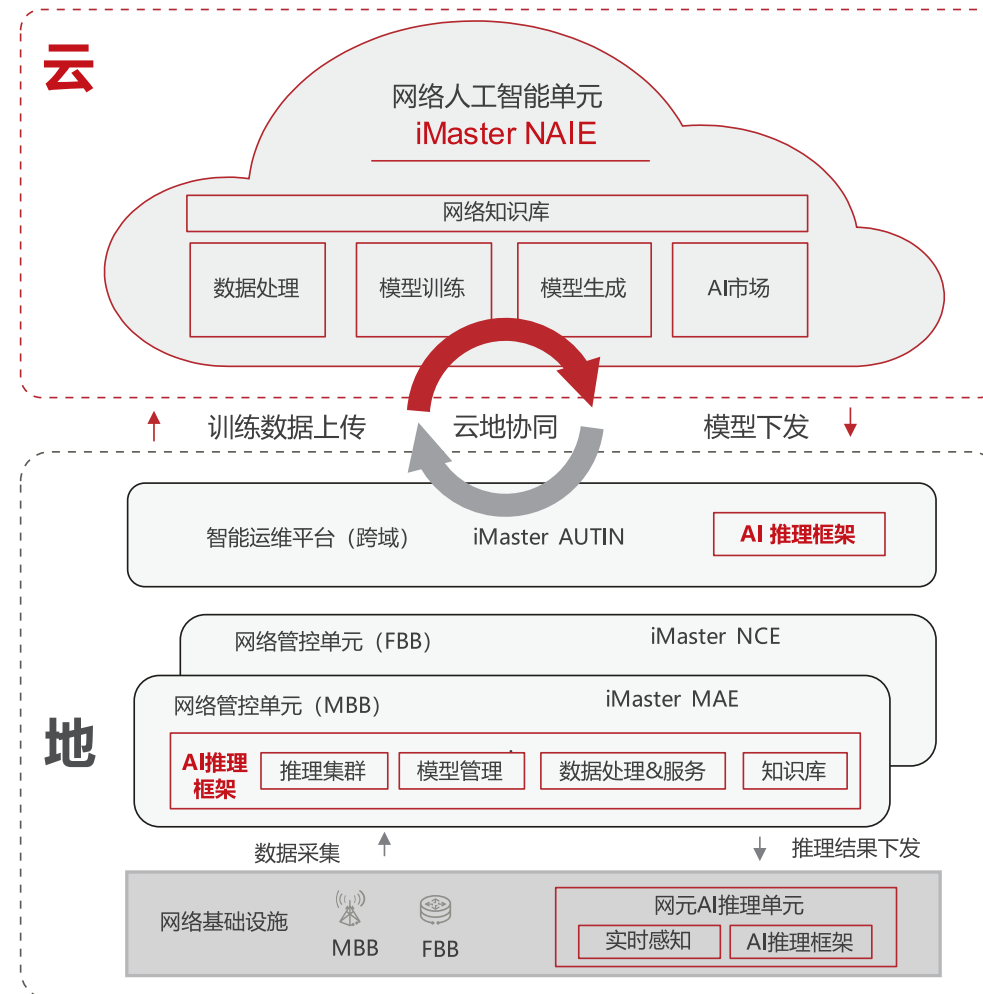 云
网络人工智能单元
iMaster NAIE
网络知识库
数据处理
模型训练
模型生成
AI市场
训练数据上传
云地协同
模型下发
地
智能运维平台（跨域）
iMaster AUTIN
AI 推理框架
网络管控单元（FBB）
iMaster NCE
网络管控单元（MBB）
iMaster MAE
AI推理
框架
推理集群
模型管理
数据处理&服务
知识库
数据采集
推理结果下发
网络基础设施
MBB
FBB
网元AI推理单元
实时感知
AI推理框架